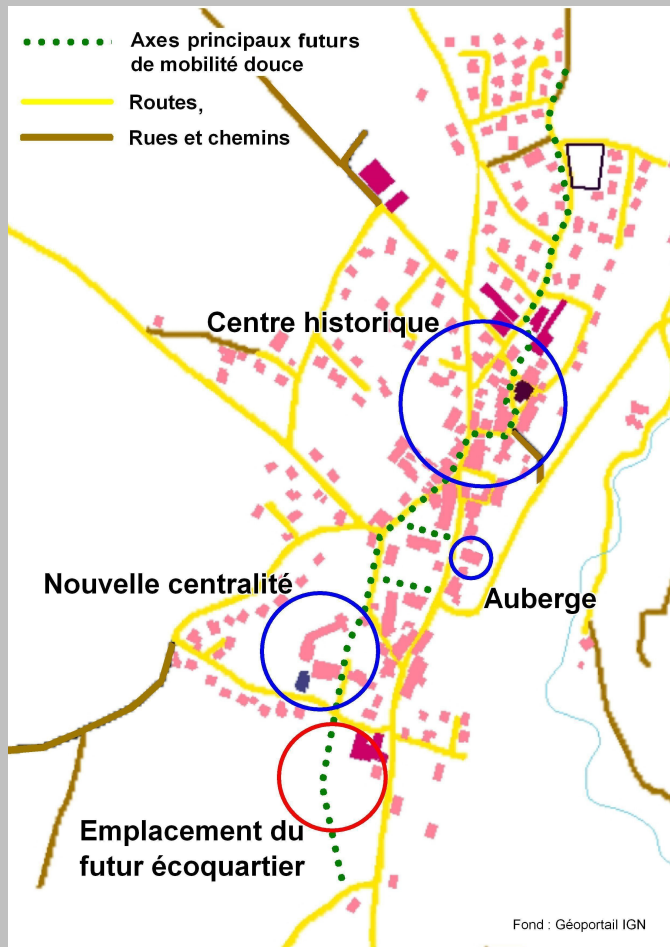 Axes principaux futurs
de mobilité douce
Routes,
Rues et chemins
Centre historique
Nouvelle centralité
Auberge
Emplacement du
futur écoquartier
Fond : Géoportail IGN